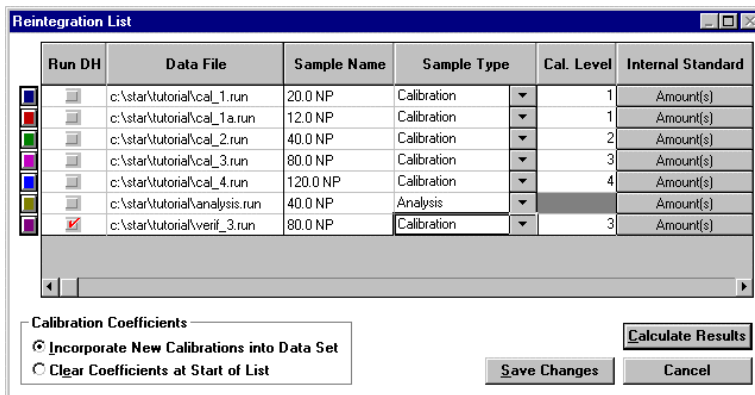 Reintegration List
Run DH Data File Sample Name Sample Type Cal. Level Internal Standard
c:\star\tutorial\cal_1.run 20.0 NP Calibration 1 Amount(s)
c:\star\tutorial\cal_1a.run 12.0 NP Calibration 1 Amount(s)
c:\star\tutorial\cal_2.run 40.0 NP Calibration 2 Amount(s)
c:\star\tutorial\cal_3.run 80.0 NP Calibration 3 Amount(s)
c:\star\tutorial\cal_4.run 120.0 NP Calibration 4 Amount(s)
c:\star\tutorial\analysis.run 40.0 NP Analysis Amount(s)
c:\star\tutorial\verif_3.run 80.0 NP Calibration 3 Amount(s)
Calibration Coefficients
Incorporate New Calibrations into Data Set
Clear Coefficients at Start of List
Calculate Results
Save Changes Cancel